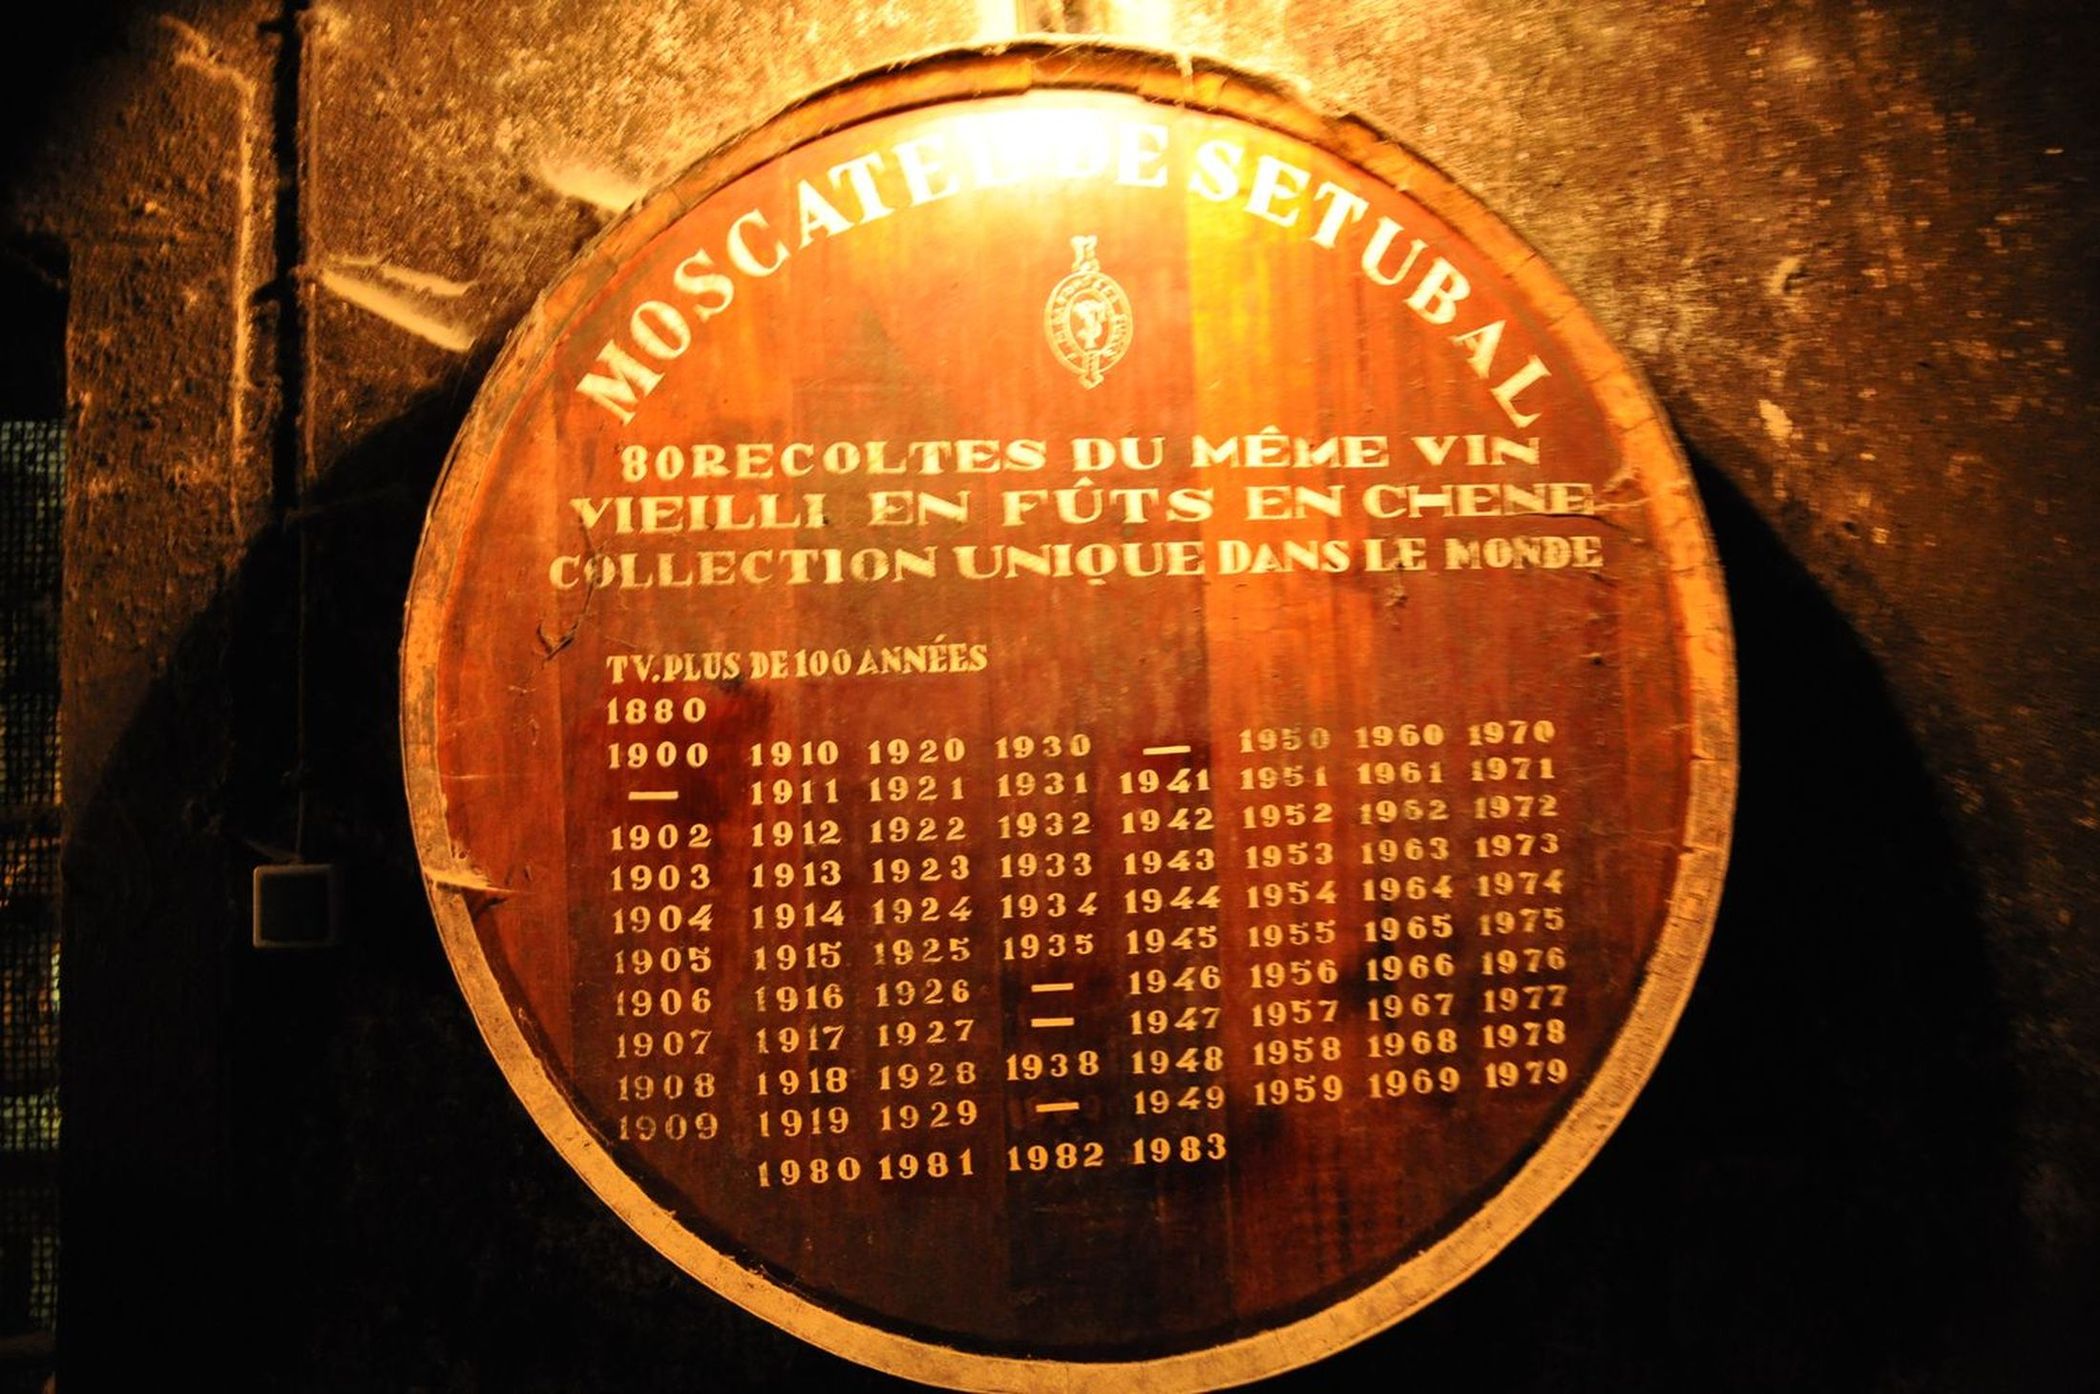 MOSCATEL DE SETUBAL
80 RECOLTES DU MÊME VIN
VIEILLI EN FÛTS EN CHENE
COLLECTION UNIQUE DANS LE MONDE
TV. PLUS DE 100 ANNÉES
1880
1900 1910 1920 1930 — 1950 1960 1970
— 1911 1921 1931 1941 1951 1961 1971
1902 1912 1922 1932 1942 1952 1962 1972
1903 1913 1923 1933 1943 1953 1963 1973
1904 1914 1924 1934 1944 1954 1964 1974
1905 1915 1925 1935 1945 1955 1965 1975
1906 1916 1926 — 1946 1956 1966 1976
1907 1917 1927 — 1947 1957 1967 1977
1908 1918 1928 1938 1948 1958 1968 1978
1909 1919 1929 — 1949 1959 1969 1979
1980 1981 1982 1983